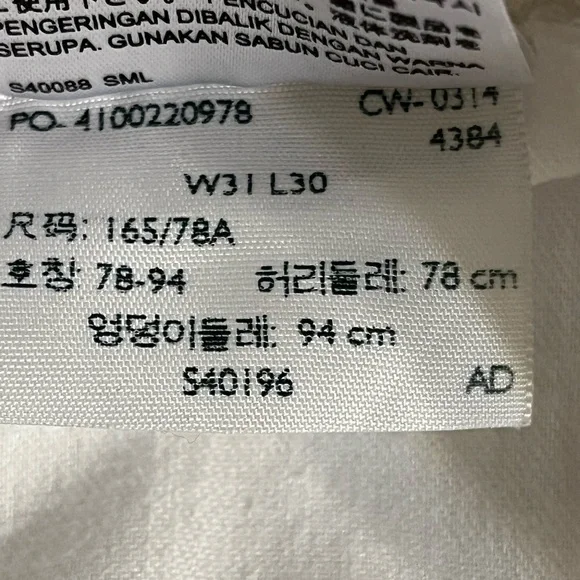 PENGERINGAN DIBALIK DENGAN WARNA
SERUPA. GUNAKAN SABUN CUCI CAIR.
S40088 SML
PO- 4100220978 CW- 0314
4384
W31 L30
尺码: 165/78A
호칭 78-94 허리둘레: 78 cm
엉덩이둘레: 94 cm
S40196 AD